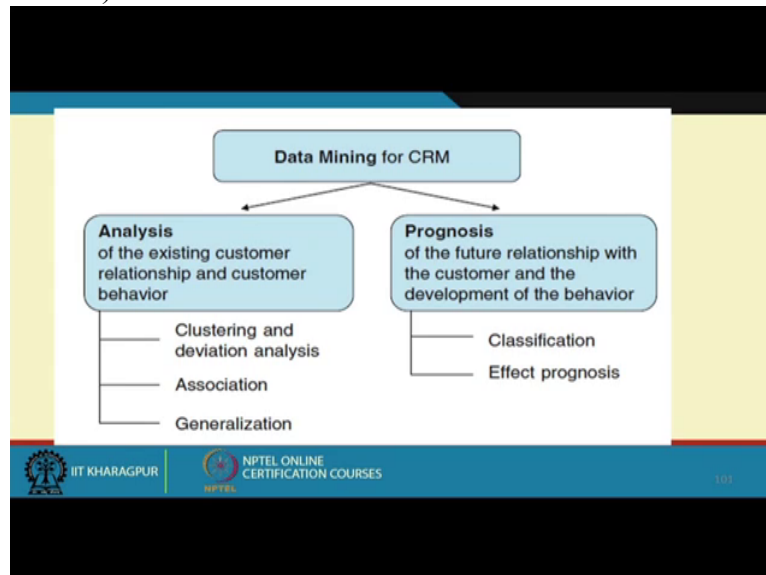 Data Mining for CRM
Analysis
of the existing customer
relationship and customer
behavior
Clustering and
deviation analysis
Association
Generalization
Prognosis
of the future relationship with
the customer and the
development of the behavior
Classification
Effect prognosis
IIT KHARAGPUR
NPTEL
NPTEL ONLINE
CERTIFICATION COURSES
101